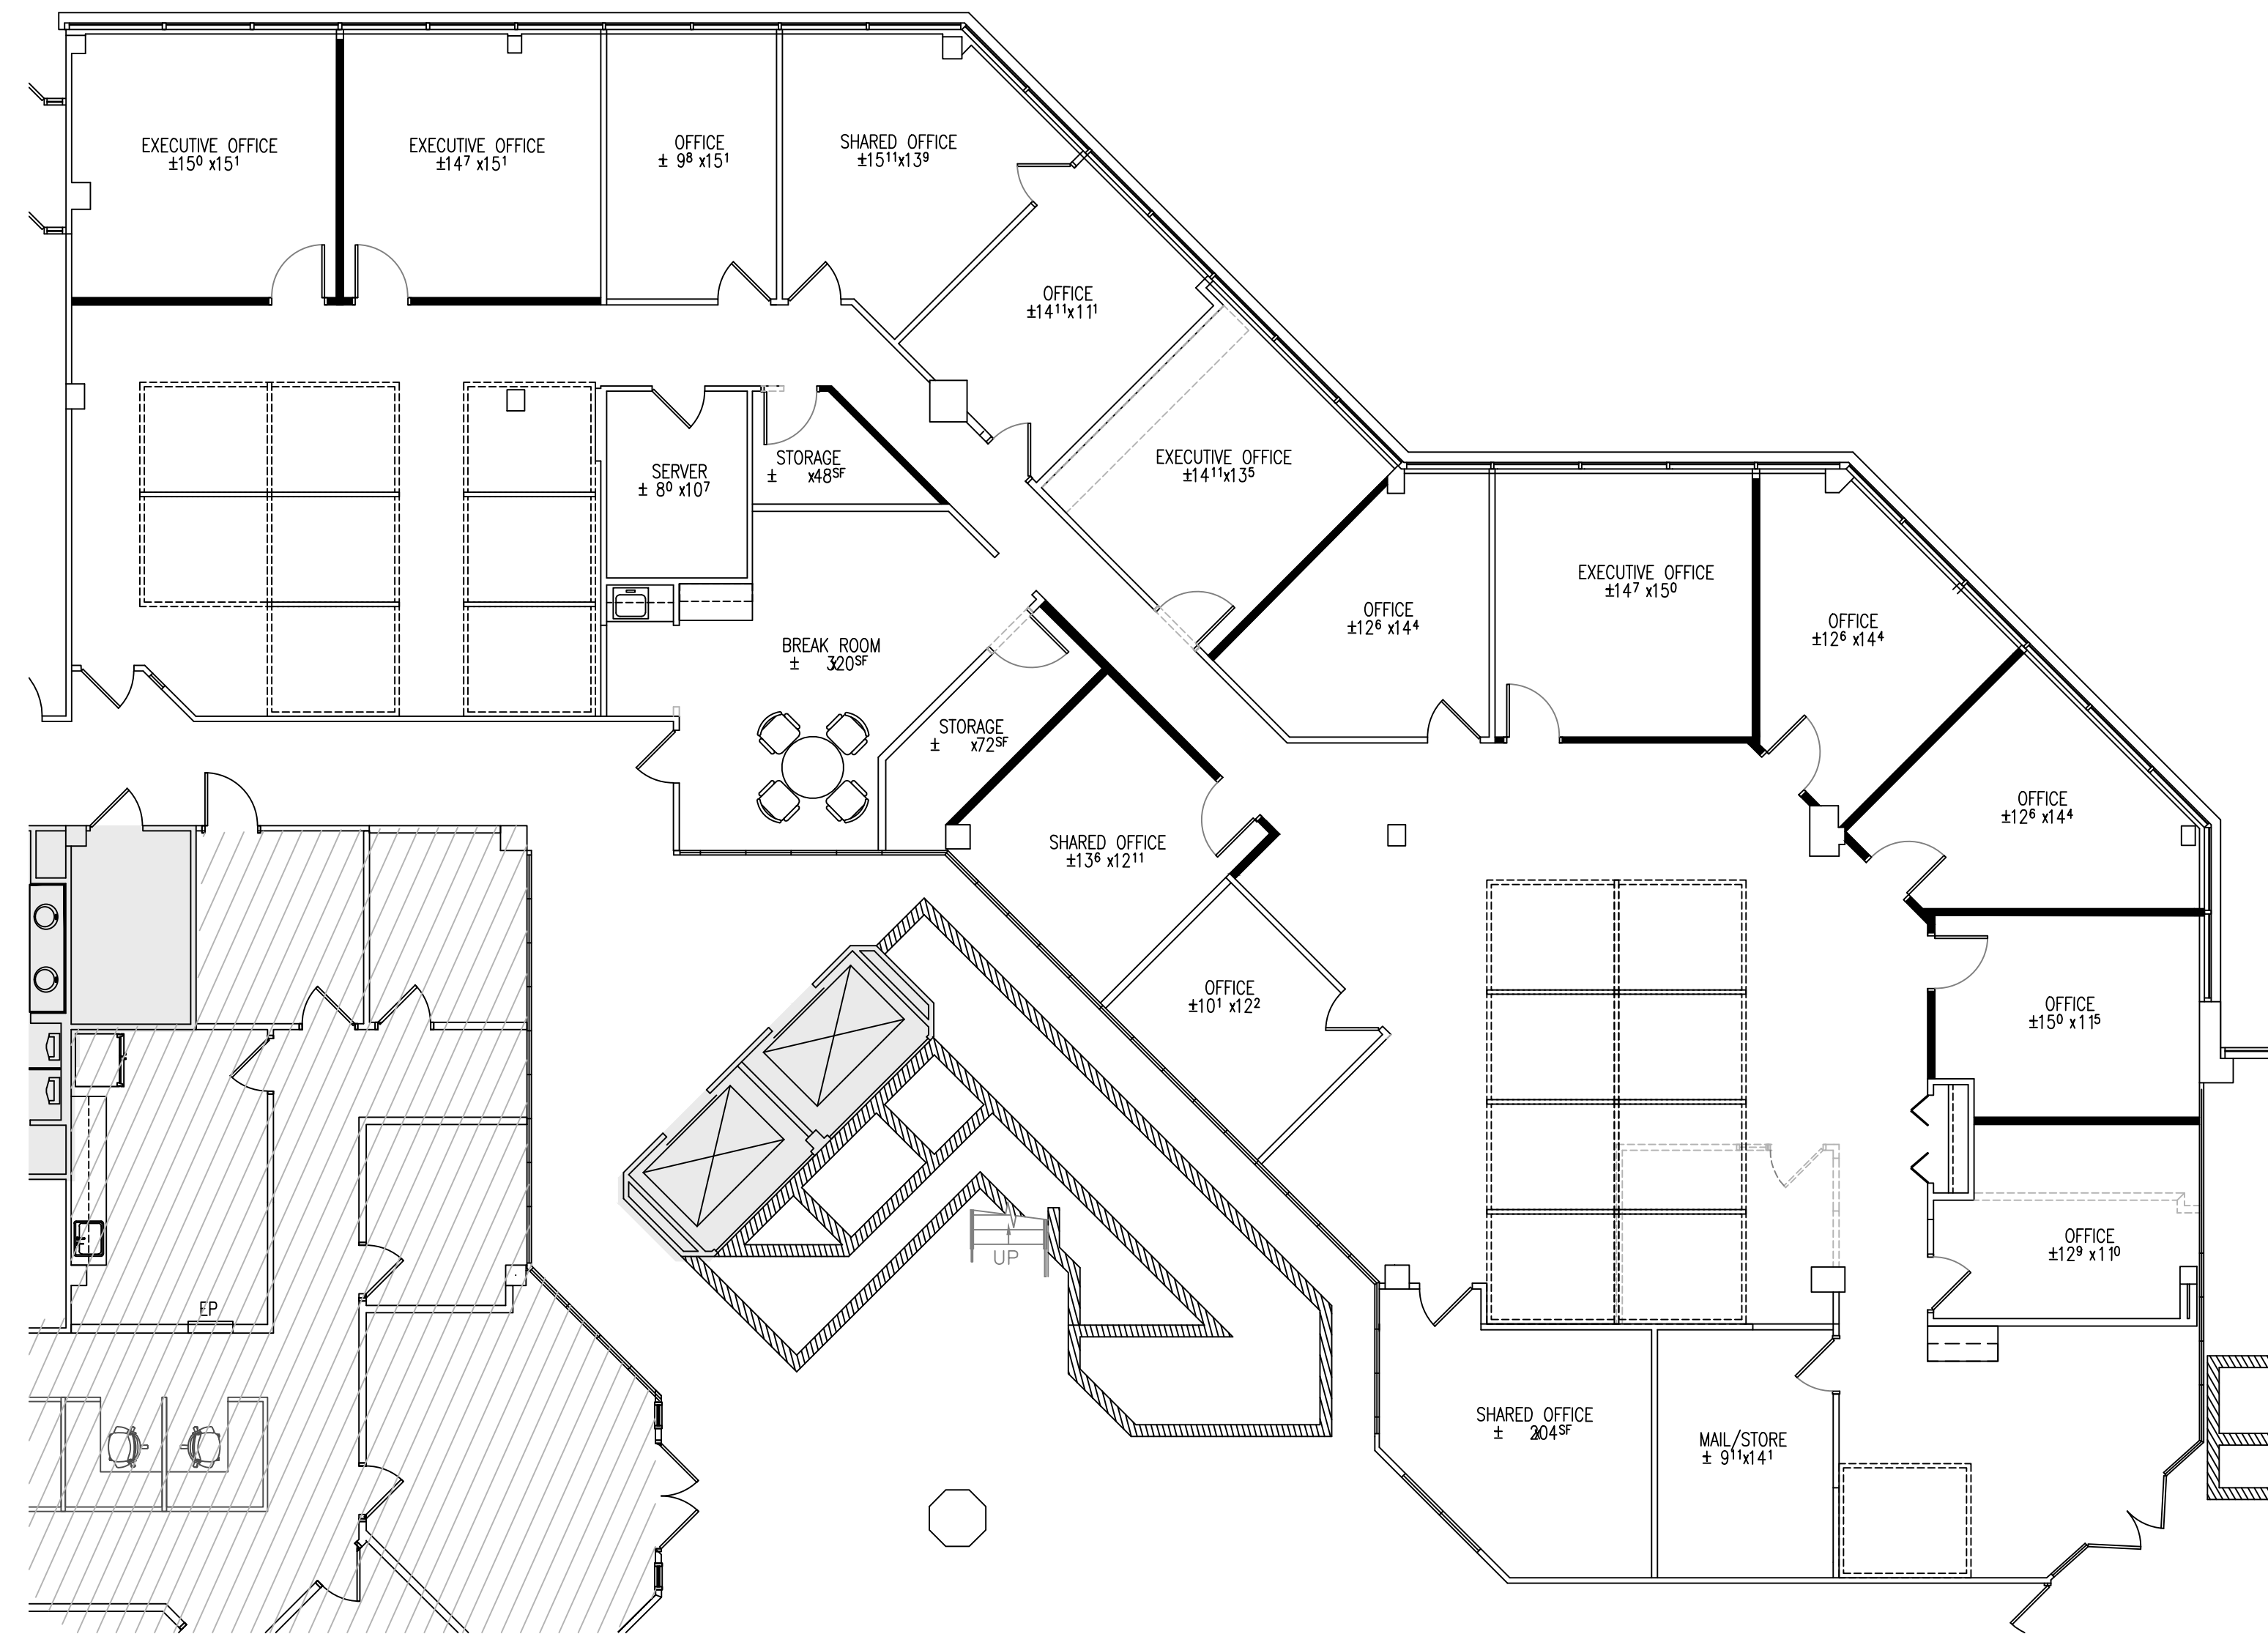 EXECUTIVE OFFICE
±15⁰ x15¹
EXECUTIVE OFFICE
±14⁷ x15¹
OFFICE
± 9⁸ x15¹
SHARED OFFICE
±15¹¹x13⁹
OFFICE
±14¹¹x11¹
EXECUTIVE OFFICE
±14¹¹x13⁵
SERVER
± 8⁰ x10⁷
STORAGE
± x48SF
BREAK ROOM
± x320SF
OFFICE
±12⁶ x14⁴
EXECUTIVE OFFICE
±14⁷ x15⁰
OFFICE
±12⁶ x14⁴
STORAGE
± x72SF
SHARED OFFICE
±13⁶ x12¹¹
OFFICE
±12⁶ x14⁴
OFFICE
±10¹ x12²
OFFICE
±15⁰ x11⁵
OFFICE
±12⁹ x11⁰
UP
EP
SHARED OFFICE
± x204SF
MAIL/STORE
± 9¹¹x14¹